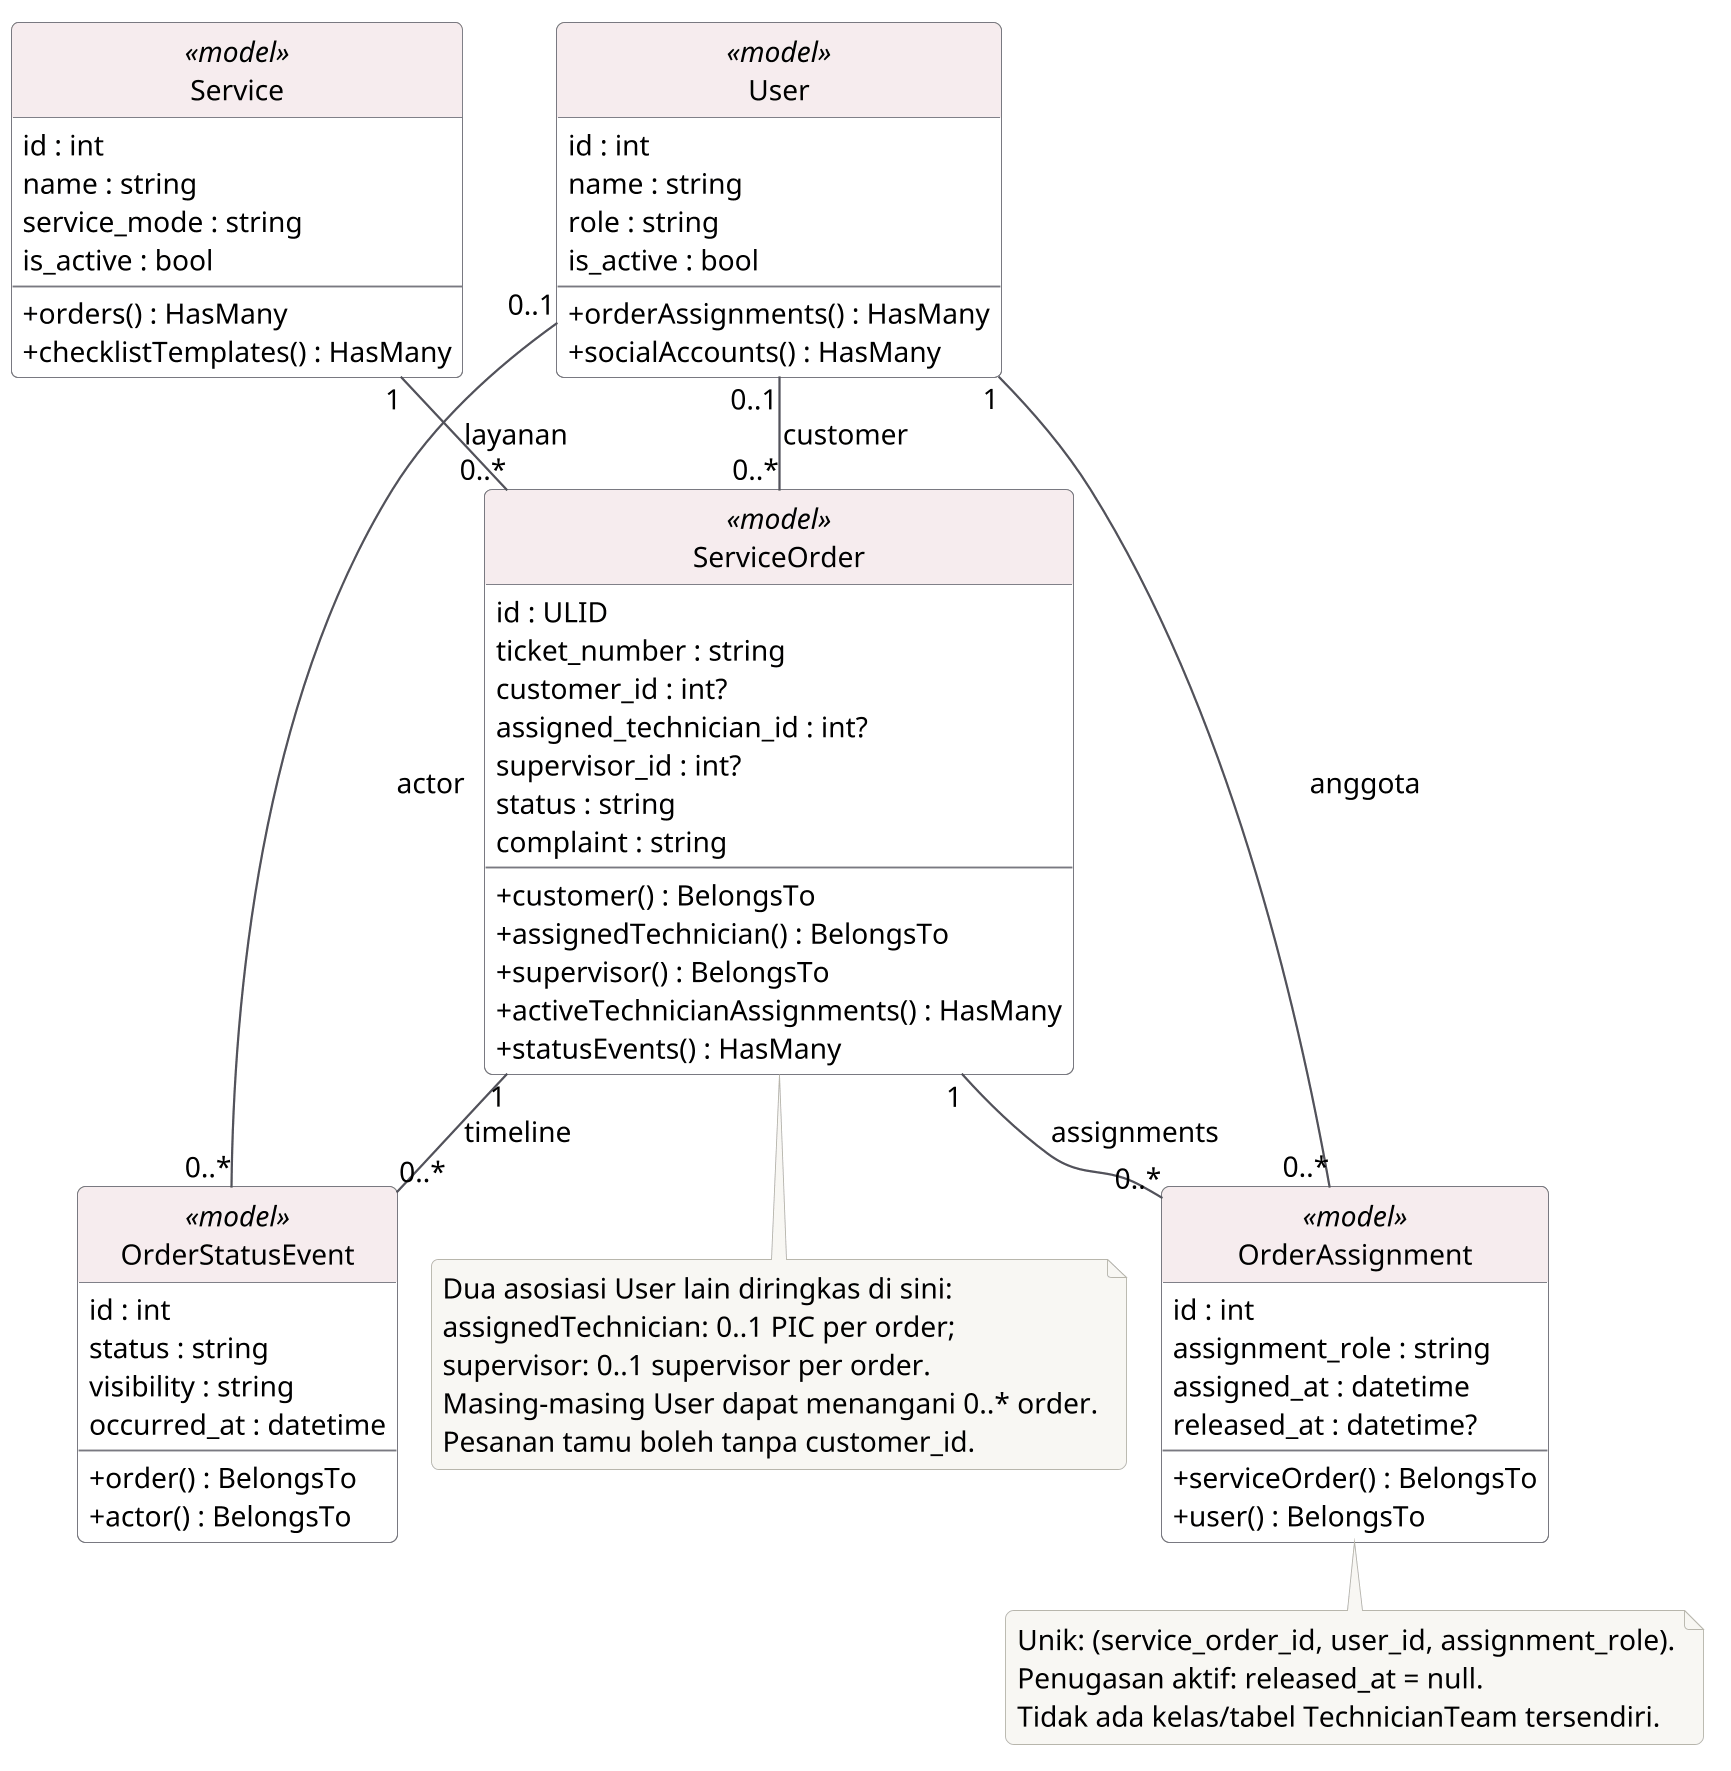 «model»
Service
id : int
name : string
service_mode : string
is_active : bool
+orders() : HasMany
+checklistTemplates() : HasMany
«model»
User
id : int
name : string
role : string
is_active : bool
+orderAssignments() : HasMany
+socialAccounts() : HasMany
0..1
1
layanan
0..*
0..1
customer
0..*
1
«model»
ServiceOrder
id : ULID
ticket_number : string
customer_id : int?
assigned_technician_id : int?
supervisor_id : int?
status : string
complaint : string
+customer() : BelongsTo
+assignedTechnician() : BelongsTo
+supervisor() : BelongsTo
+activeTechnicianAssignments() : HasMany
+statusEvents() : HasMany
actor
anggota
1
timeline
0..*
0..*
1
assignments
0..*
0..*
«model»
OrderStatusEvent
id : int
status : string
visibility : string
occurred_at : datetime
+order() : BelongsTo
+actor() : BelongsTo
Dua asosiasi User lain diringkas di sini:
assignedTechnician: 0..1 PIC per order;
supervisor: 0..1 supervisor per order.
Masing-masing User dapat menangani 0..* order.
Pesanan tamu boleh tanpa customer_id.
«model»
OrderAssignment
id : int
assignment_role : string
assigned_at : datetime
released_at : datetime?
+serviceOrder() : BelongsTo
+user() : BelongsTo
Unik: (service_order_id, user_id, assignment_role).
Penugasan aktif: released_at = null.
Tidak ada kelas/tabel TechnicianTeam tersendiri.